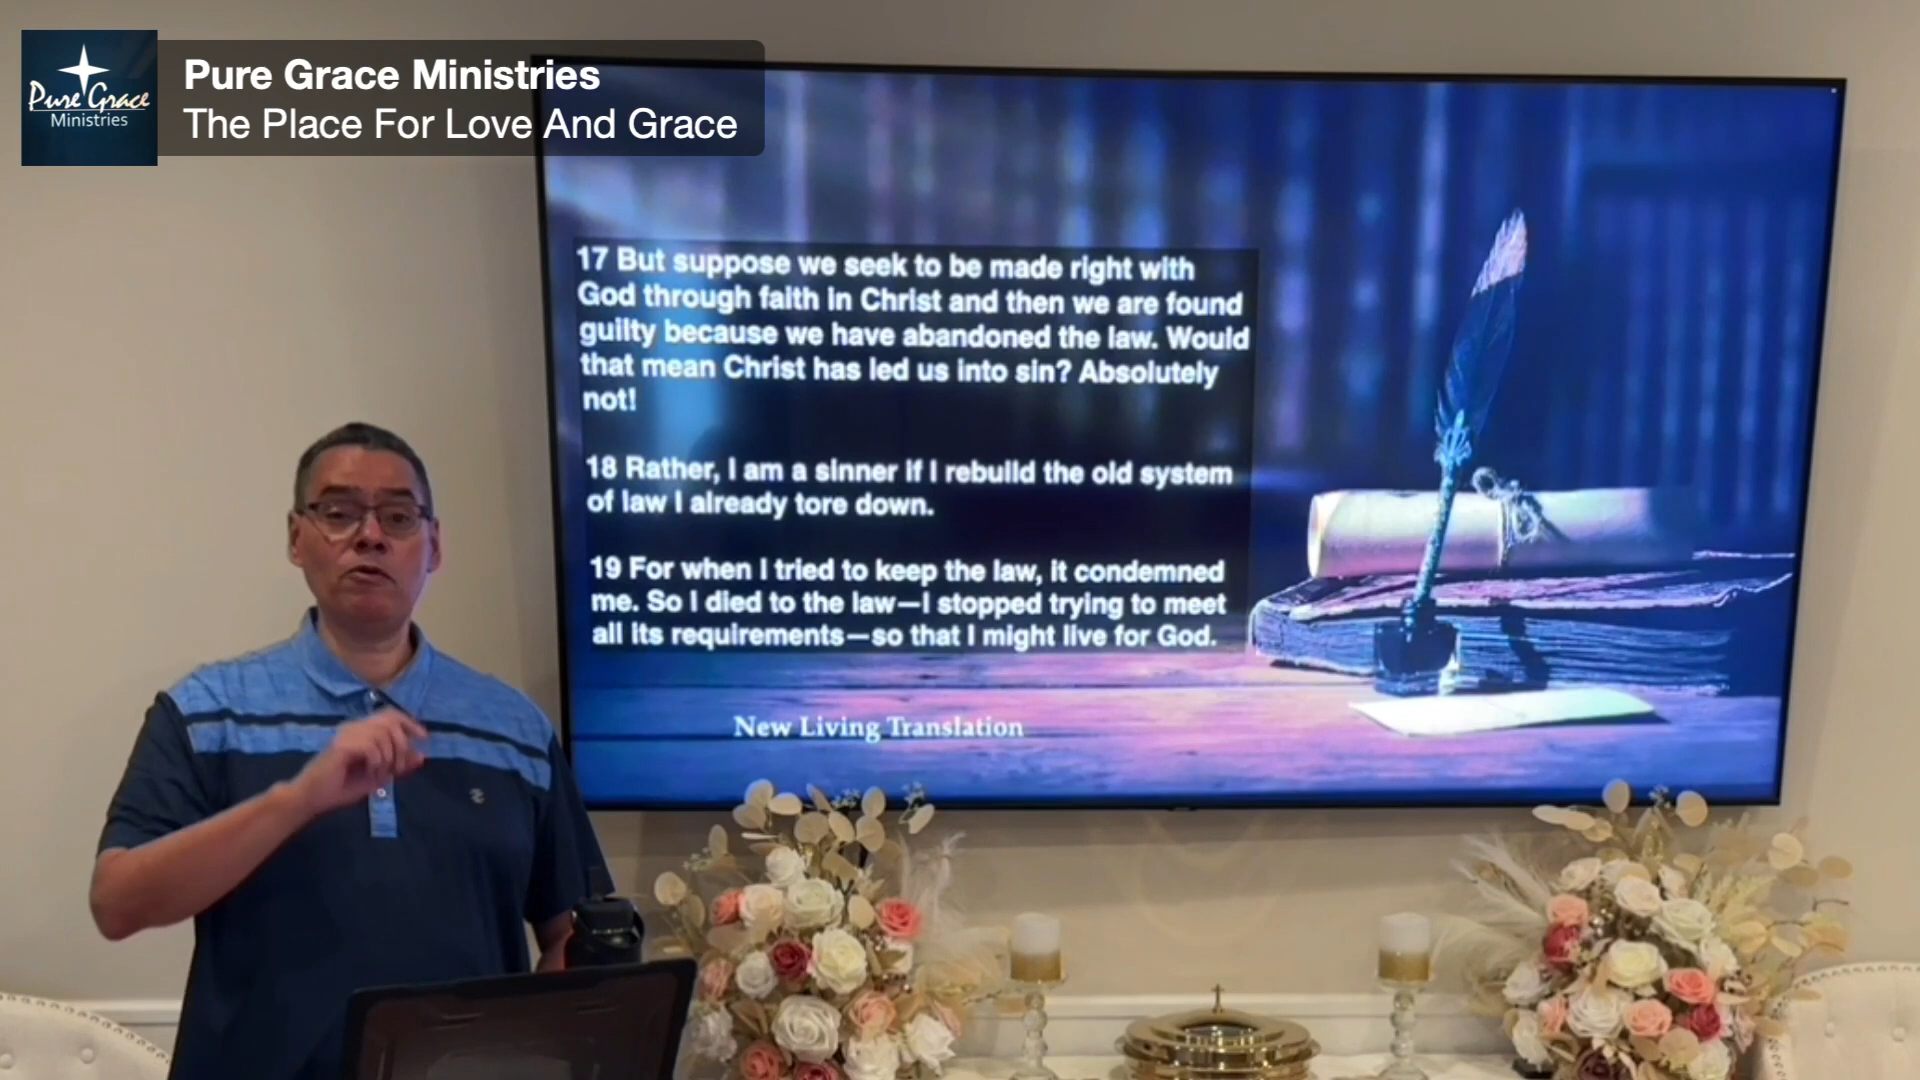 Pure Grace
Ministries
Pure Grace Ministries
The Place For Love And Grace
17 But suppose we seek to be made right with
God through faith in Christ and then we are found
guilty because we have abandoned the law. Would
that mean Christ has led us into sin? Absolutely
not!
18 Rather, I am a sinner if I rebuild the old system
of law I already tore down.
19 For when I tried to keep the law, it condemned
me. So I died to the law—I stopped trying to meet
all its requirements—so that I might live for God.
New Living Translation